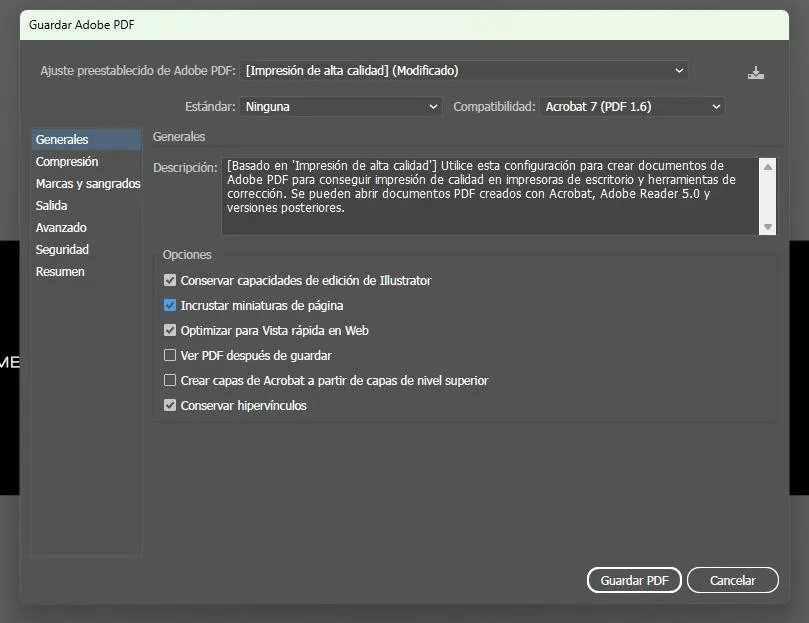 Guardar Adobe PDF
Ajuste preestablecido de Adobe PDF: [Impresión de alta calidad] (Modificado)
Estándar: Ninguna Compatibilidad: Acrobat 7 (PDF 1.6)
Generales
Compresión
Marcas y sangrados
Salida
Avanzado
Seguridad
Resumen
Generales
Descripción: [Basado en 'Impresión de alta calidad'] Utilice esta configuración para crear documentos de
Adobe PDF para conseguir impresión de calidad en impresoras de escritorio y herramientas de
corrección. Se pueden abrir documentos PDF creados con Acrobat, Adobe Reader 5.0 y
versiones posteriores.
Opciones
Conservar capacidades de edición de Illustrator
Incrustar miniaturas de página
Optimizar para Vista rápida en Web
Ver PDF después de guardar
Crear capas de Acrobat a partir de capas de nivel superior
Conservar hipervínculos
ME
Guardar PDF Cancelar